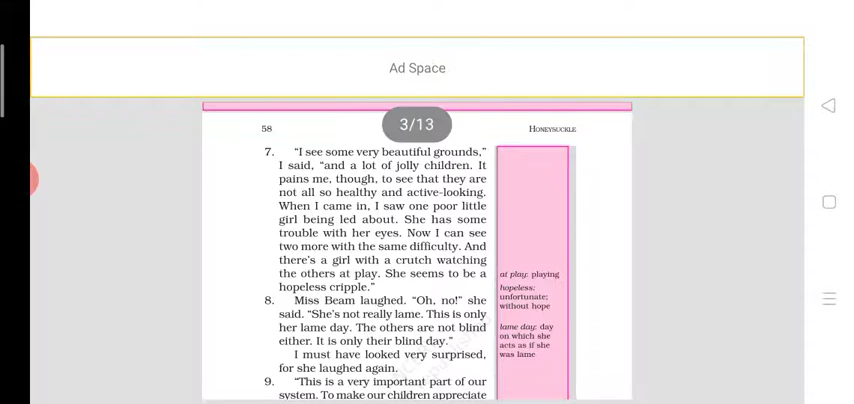 Ad Space
3/13
58
HONEYSUCKLE
7. “I see some very beautiful grounds,”
I said, “and a lot of jolly children. It
pains me, though, to see that they are
not all so healthy and active-looking.
When I came in, I saw one poor little
girl being led about. She has some
trouble with her eyes. Now I can see
two more with the same difficulty. And
there's a girl with a crutch watching
the others at play. She seems to be a
hopeless cripple.”
8. Miss Beam laughed. “Oh, no!” she
said. “She's not really lame. This is only
her lame day. The others are not blind
either. It is only their blind day.”
I must have looked very surprised,
for she laughed again.
9. “This is a very important part of our
system. To make our children appreciate
at play: playing
hopeless:
unfortunate;
without hope
lame day: day
on which she
acts as if she
was lame